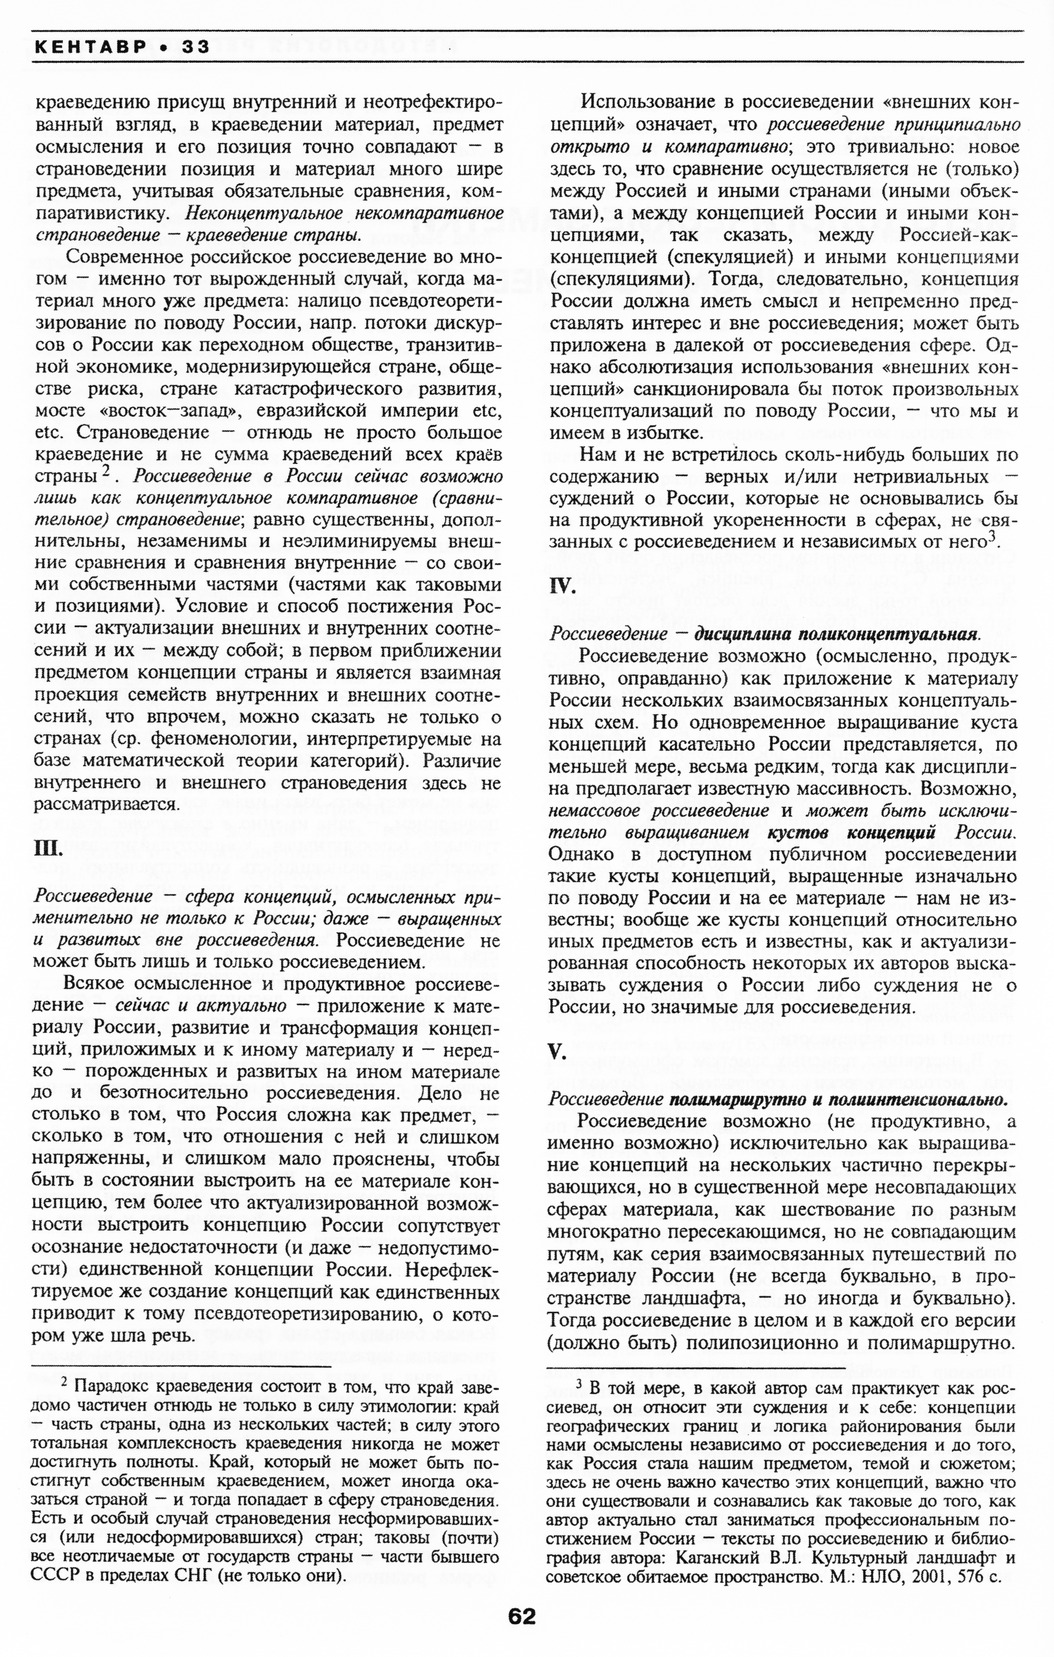 КЕНТАВР • 33
краеведению присущ внутренний и неотрефектиро-
ванный взгляд, в краеведении материал, предмет
осмысления и его позиция точно совпадают — в
страноведении позиция и материал много шире
предмета, учитывая обязательные сравнения, ком-
паративистику. Неконцептуальное некомпаративное
страноведение — краеведение страны.
Современное российское россиеведение во мно-
гом — именно тот вырожденный случай, когда ма-
териал много уже предмета: налицо псевдотеорети-
зирование по поводу России, напр. потоки дискур-
сов о России как переходном обществе, транзитив-
ной экономике, модернизирующейся стране, обще-
стве риска, стране катастрофического развития,
мосте «восток—запад», евразийской империи etc,
etc. Страноведение — отнюдь не просто большое
краеведение и не сумма краеведений всех краёв
страны 2. Россиеведение в России сейчас возможно
лишь как концептуальное компаративное (сравни-
тельное) страноведение; равно существенны, допол-
нительны, незаменимы и неэлиминируемы внеш-
ние сравнения и сравнения внутренние — со свои-
ми собственными частями (частями как таковыми
и позициями). Условие и способ постижения Рос-
сии — актуализации внешних и внутренних соотне-
сений и их — между собой; в первом приближении
предметом концепции страны и является взаимная
проекция семейств внутренних и внешних соотне-
сений, что впрочем, можно сказать не только о
странах (ср. феноменологии, интерпретируемые на
базе математической теории категорий). Различие
внутреннего и внешнего страноведения здесь не
рассматривается.
III.
Россиеведение — сфера концепций, осмысленных при-
менительно не только к России; даже — выращенных
и развитых вне россиеведения. Россиеведение не
может быть лишь и только россиеведением.
Всякое осмысленное и продуктивное россиеве-
дение — сейчас и актуально — приложение к мате-
риалу России, развитие и трансформация концеп-
ций, приложимых и к иному материалу и — неред-
ко — порожденных и развитых на ином материале
до и безотносительно россиеведения. Дело не
столько в том, что Россия сложна как предмет, —
сколько в том, что отношения с ней и слишком
напряженны, и слишком мало прояснены, чтобы
быть в состоянии выстроить на ее материале кон-
цепцию, тем более что актуализированной возмож-
ности выстроить концепцию России сопутствует
осознание недостаточности (и даже — недопустимо-
сти) единственной концепции России. Нерефлек-
тируемое же создание концепций как единственных
приводит к тому псевдотеоретизированию, о кото-
ром уже шла речь.
2 Парадокс краеведения состоит в том, что край заве-
домо частичен отнюдь не только в силу этимологии: край
— часть страны, одна из нескольких частей; в силу этого
тотальная комплексность краеведения никогда не может
достигнуть полноты. Край, который не может быть по-
стигнут собственным краеведением, может иногда ока-
заться страной — и тогда попадает в сферу страноведения.
Есть и особый случай страноведения несформировавших-
ся (или недосформировавшихся) стран; таковы (почти)
все неотличаемые от государств страны — части бывшего
СССР в пределах СНГ (не только они).
Использование в россиеведении «внешних кон-
цепций» означает, что россиеведение принципиально
открыто и компаративно; это тривиально: новое
здесь то, что сравнение осуществляется не (только)
между Россией и иными странами (иными объек-
тами), а между концепцией России и иными кон-
цепциями, так сказать, между Россией-как-
концепцией (спекуляцией) и иными концепциями
(спекуляциями). Тогда, следовательно, концепция
России должна иметь смысл и непременно пред-
ставлять интерес и вне россиеведения; может быть
приложена в далекой от россиеведения сфере. Од-
нако абсолютизация использования «внешних кон-
цепций» санкционировала бы поток произвольных
концептуализаций по поводу России, — что мы и
имеем в избытке.
Нам и не встретилось сколь-нибудь больших по
содержанию — верных и/или нетривиальных —
суждений о России, которые не основывались бы
на продуктивной укорененности в сферах, не свя-
занных с россиеведением и независимых от него3.
IV.
Россиеведение — дисциплина поликонцептуальная.
Россиеведение возможно (осмысленно, продук-
тивно, оправданно) как приложение к материалу
России нескольких взаимосвязанных концептуаль-
ных схем. Но одновременное выращивание куста
концепций касательно России представляется, по
меньшей мере, весьма редким, тогда как дисципли-
на предполагает известную массивность. Возможно,
немассовое россиеведение и может быть исключи-
тельно выращиванием кустов концепций России.
Однако в доступном публичном россиеведении
такие кусты концепций, выращенные изначально
по поводу России и на ее материале — нам не из-
вестны; вообще же кусты концепций относительно
иных предметов есть и известны, как и актуализи-
рованная способность некоторых их авторов выска-
зывать суждения о России либо суждения не о
России, но значимые для россиеведения.
V.
Россиеведение полимаршрутно и полиинтенсионально.
Россиеведение возможно (не продуктивно, а
именно возможно) исключительно как выращива-
ние концепций на нескольких частично перекры-
вающихся, но в существенной мере несовпадающих
сферах материала, как шествование по разным
многократно пересекающимся, но не совпадающим
путям, как серия взаимосвязанных путешествий по
материалу России (не всегда буквально, в про-
странстве ландшафта, — но иногда и буквально).
Тогда россиеведение в целом и в каждой его версии
(должно быть) полипозиционно и полимаршрутно.
3 В той мере, в какой автор сам практикует как рос-
сиевед, он относит эти суждения и к себе: концепции
географических границ и логика районирования были
нами осмыслены независимо от россиеведения и до того,
как Россия стала нашим предметом, темой и сюжетом;
здесь не очень важно качество этих концепций, важно что
они существовали и сознавались как таковые до того, как
автор актуально стал заниматься профессиональным по-
стижением России — тексты по россиеведению и библио-
графия автора: Каганский В.Л. Культурный ландшафт и
советское обитаемое пространство. М.: НЛО, 2001, 576 с.
62